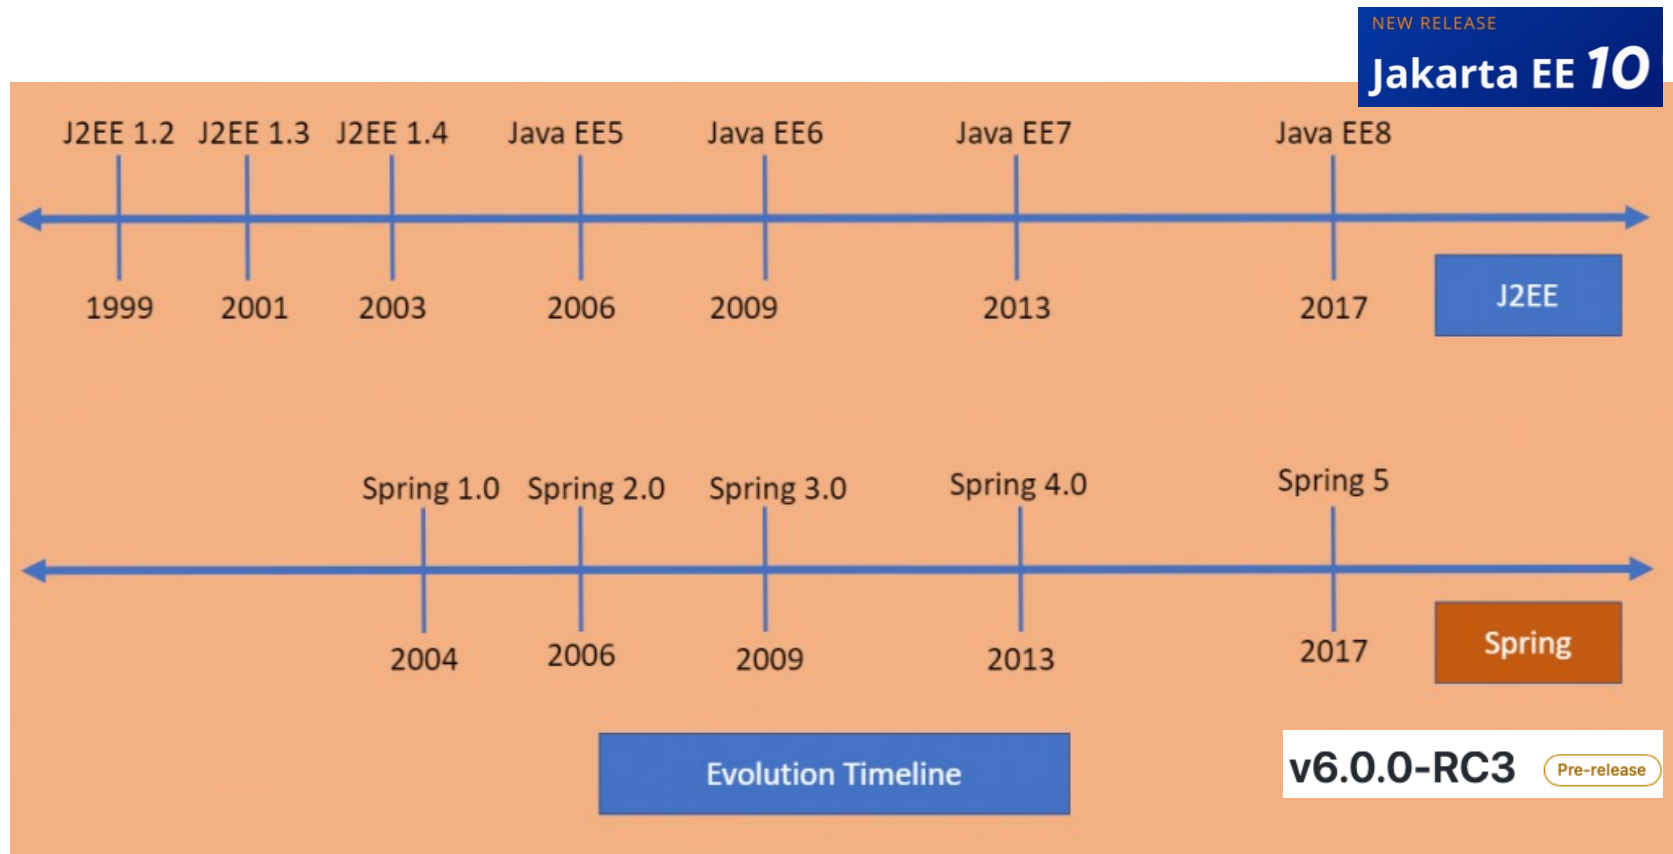 NEW RELEASE
Jakarta EE 10
J2EE 1.2 J2EE 1.3 J2EE 1.4 Java EE5 Java EE6 Java EE7 Java EE8
1999 2001 2003 2006 2009 2013 2017
J2EE
Spring 1.0 Spring 2.0 Spring 3.0 Spring 4.0 Spring 5
2004 2006 2009 2013 2017
Spring
Evolution Timeline
v6.0.0-RC3 Pre-release